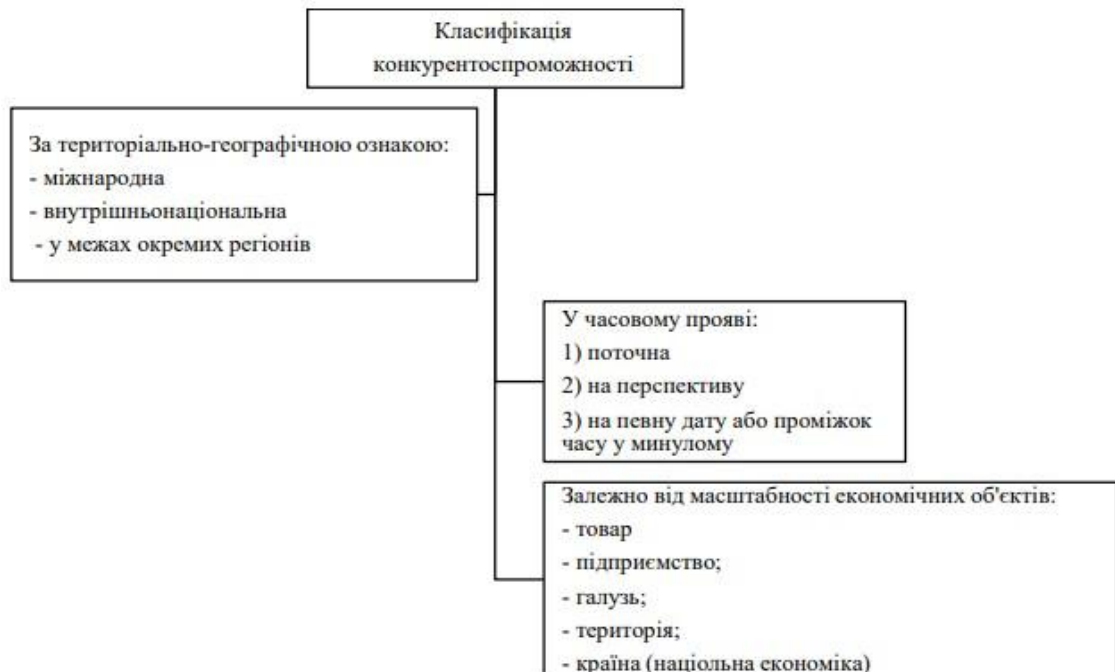 Класифікація
конкурентоспроможності
За територіально-географічною ознакою:
- міжнародна
- внутрішньонаціональна
- у межах окремих регіонів
У часовому прояві:
1) поточна
2) на перспективу
3) на певну дату або проміжок
часу у минулому
Залежно від масштабності економічних об'єктів:
- товар
- підприємство;
- галузь;
- територія;
- країна (націольна економіка)